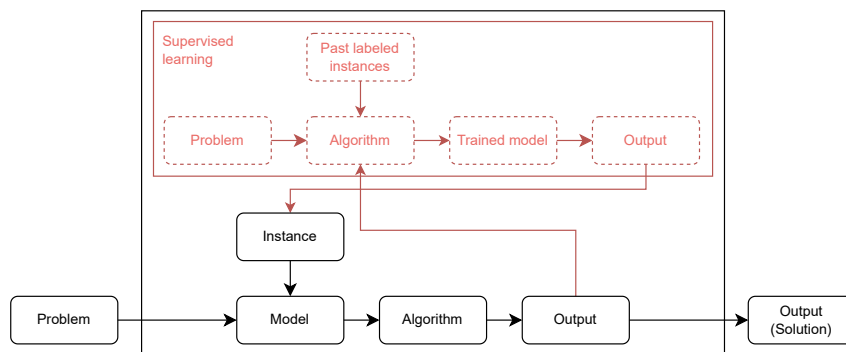 Supervised
learning
Past labeled
instances
Problem
Algorithm
Trained model
Output
Instance
Problem
Model
Algorithm
Output
Output
(Solution)